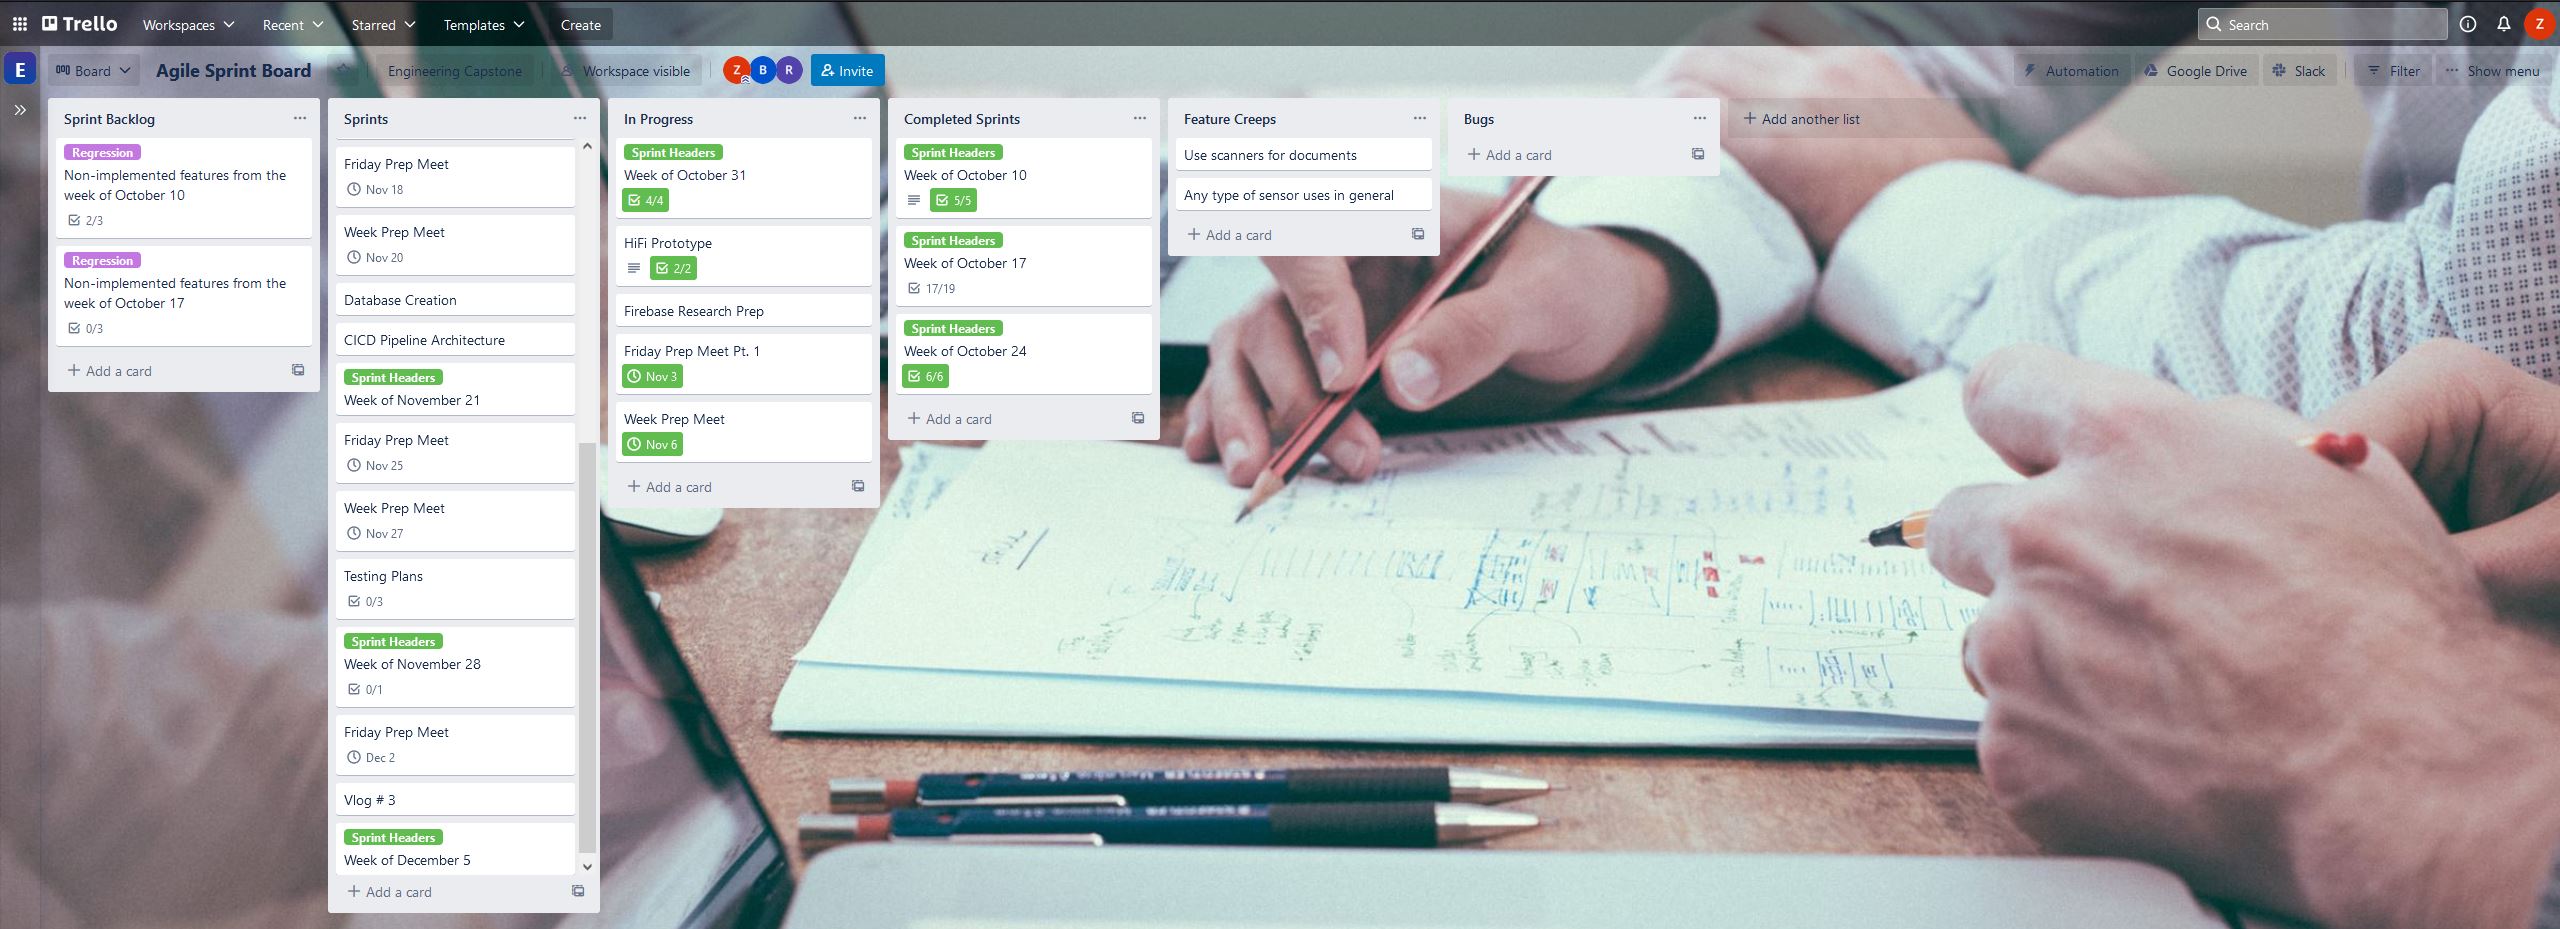 Trello
Workspaces
Recent
Starred
Templates
Create
Search
Z
E
Board
Agile Sprint Board
Engineering Capstone
Workspace visible
Z
B
R
Invite
Automation
Google Drive
Slack
Filter
Show menu
Sprint Backlog
Regression
Non-implemented features from the
week of October 10
2/3
Regression
Non-implemented features from the
week of October 17
0/3
Add a card
Sprints
Friday Prep Meet
Nov 18
Week Prep Meet
Nov 20
Database Creation
CICD Pipeline Architecture
Sprint Headers
Week of November 21
Friday Prep Meet
Nov 25
Week Prep Meet
Nov 27
Testing Plans
0/3
Sprint Headers
Week of November 28
0/1
Friday Prep Meet
Dec 2
Vlog # 3
Sprint Headers
Week of December 5
Add a card
In Progress
Sprint Headers
Week of October 31
4/4
HiFi Prototype
2/2
Firebase Research Prep
Friday Prep Meet Pt. 1
Nov 3
Week Prep Meet
Nov 6
Add a card
Completed Sprints
Sprint Headers
Week of October 10
5/5
Sprint Headers
Week of October 17
17/19
Sprint Headers
Week of October 24
6/6
Add a card
Feature Creeps
Use scanners for documents
Any type of sensor uses in general
Add a card
Bugs
Add a card
Add another list